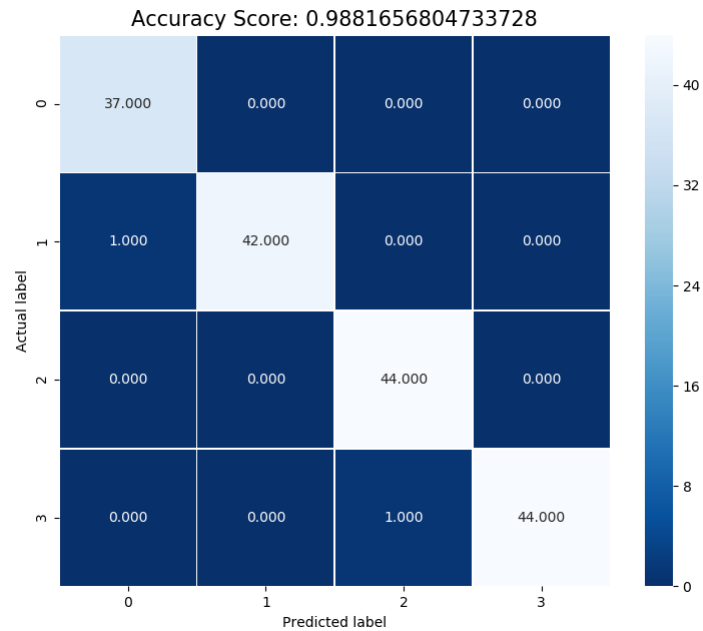 Accuracy Score: 0.9881656804733728
0 37.000 0.000 0.000 0.000
1 1.000 42.000 0.000 0.000
2 0.000 0.000 44.000 0.000
3 0.000 0.000 1.000 44.000
Actual label
0 1 2 3
Predicted label
40
32
24
16
8
0